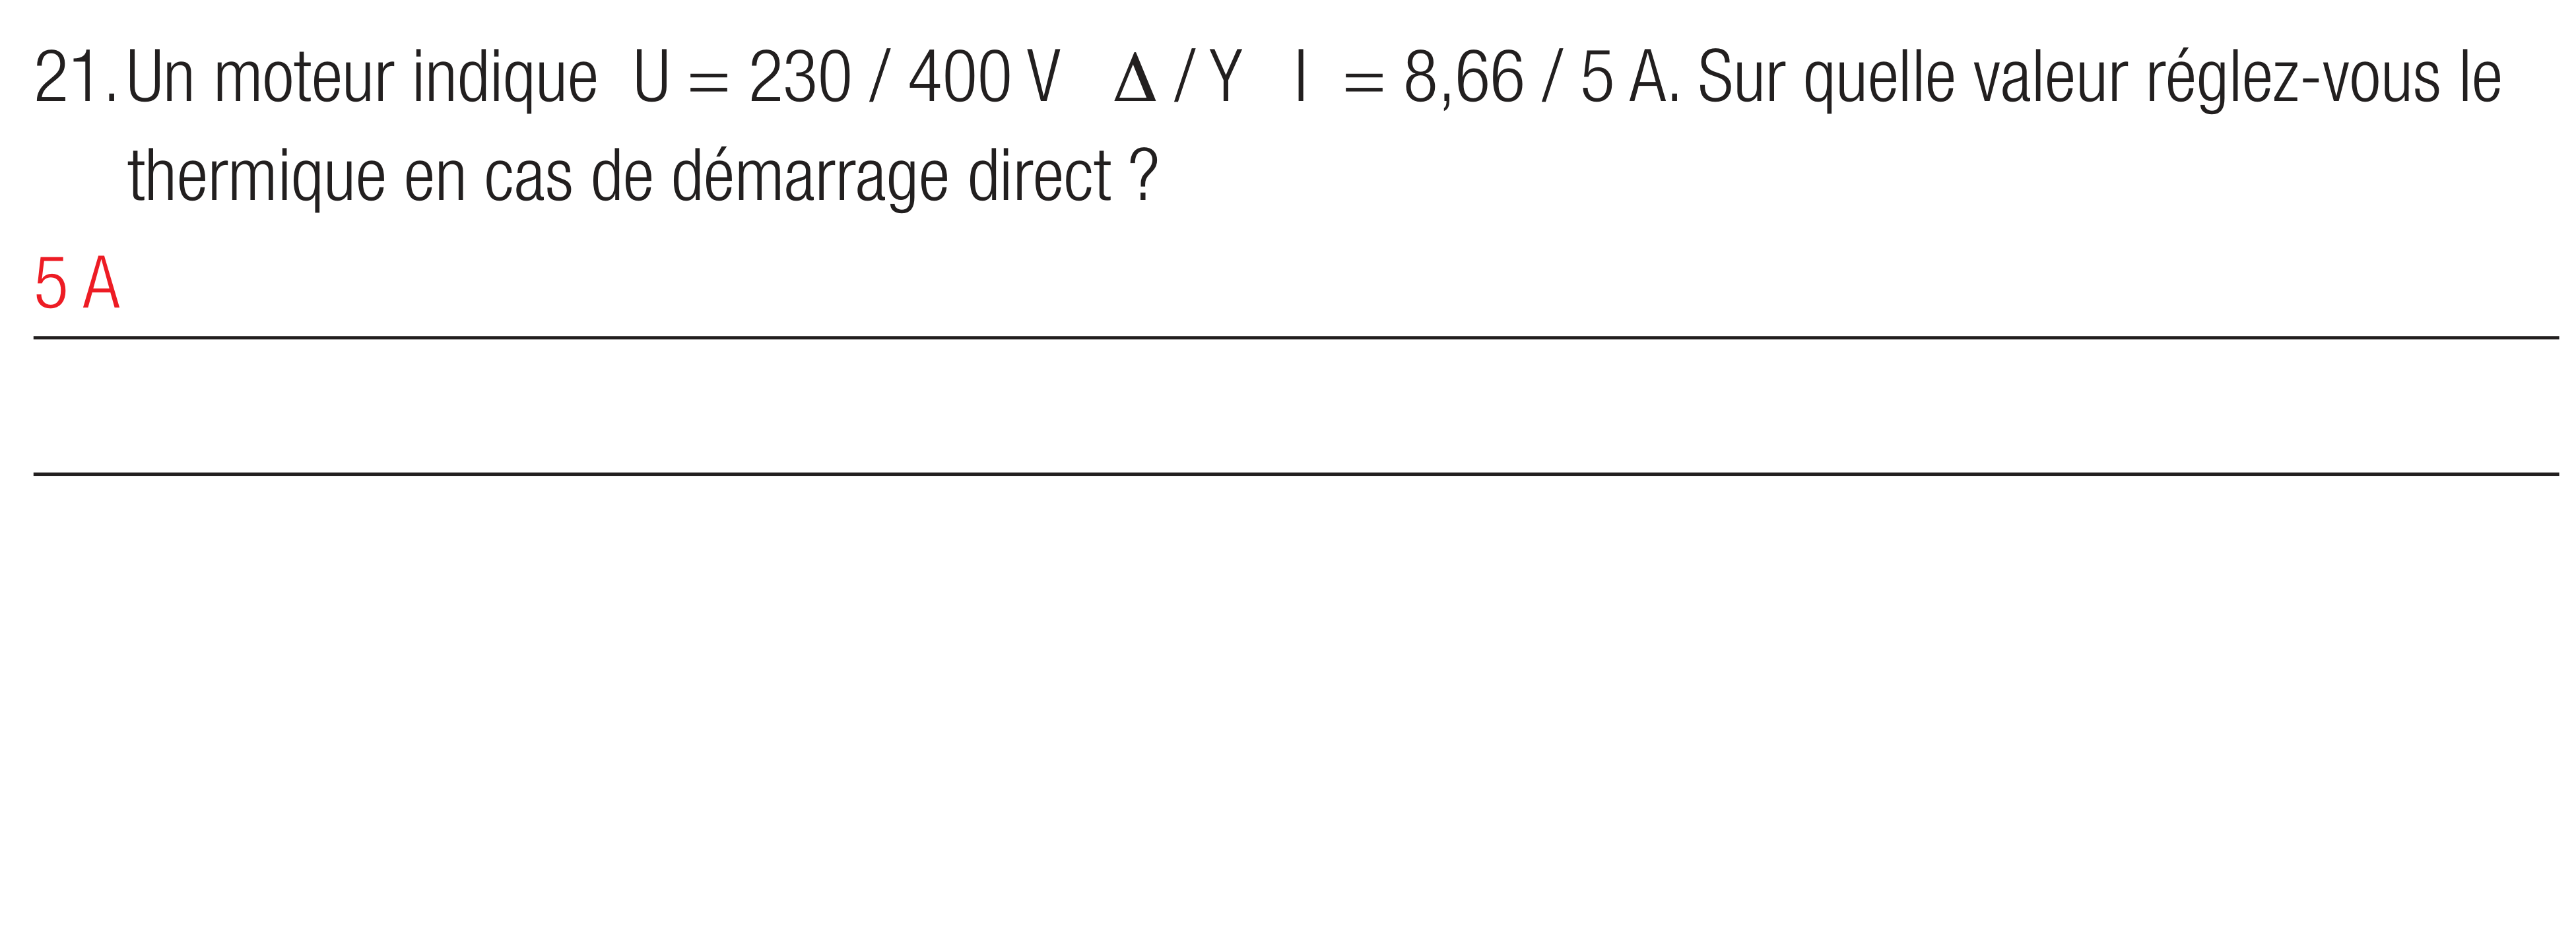 21. Un moteur indique U = 230 / 400 V Δ / Y I = 8,66 / 5 A. Sur quelle valeur réglez-vous le
thermique en cas de démarrage direct ?
5 A